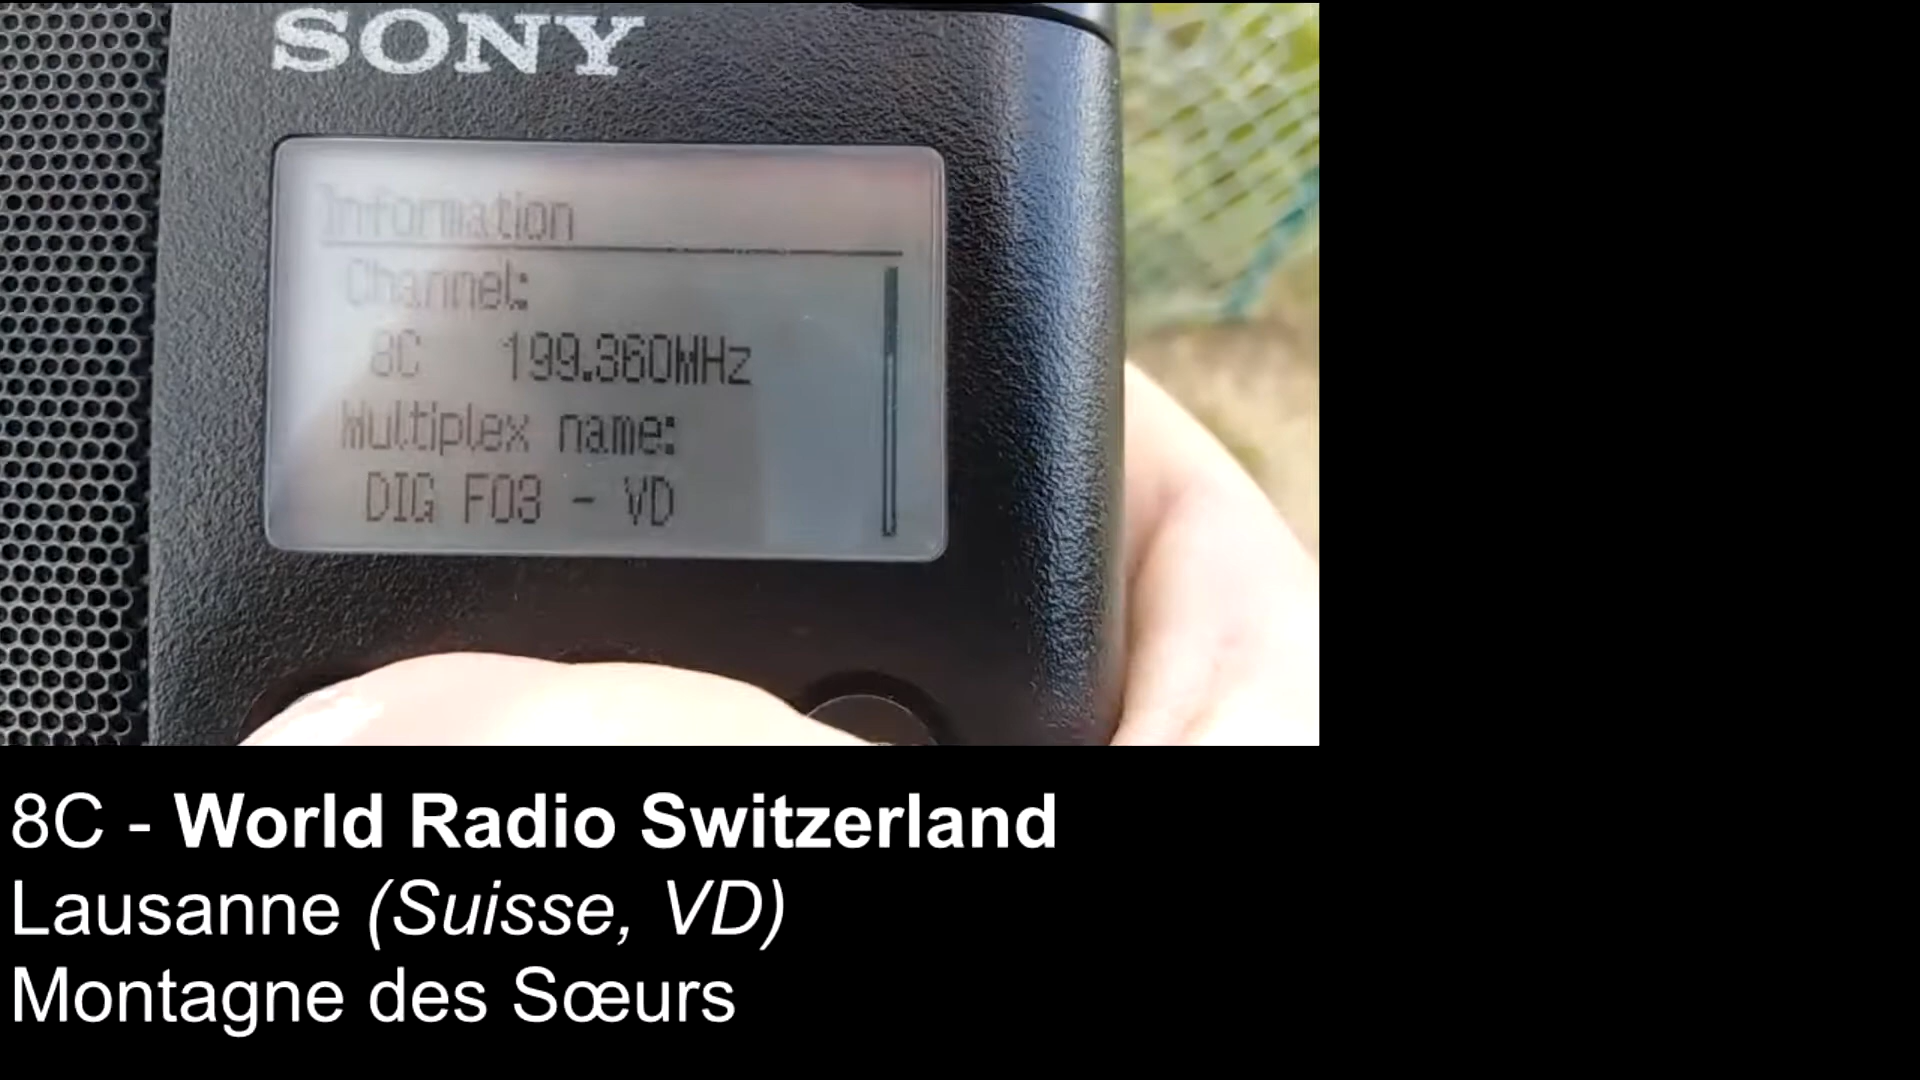 SONY
Information
Channel:
8C 199.360MHz
Multiplex name:
DIG F03 - VD
8C - World Radio Switzerland
Lausanne (Suisse, VD)
Montagne des Sœurs